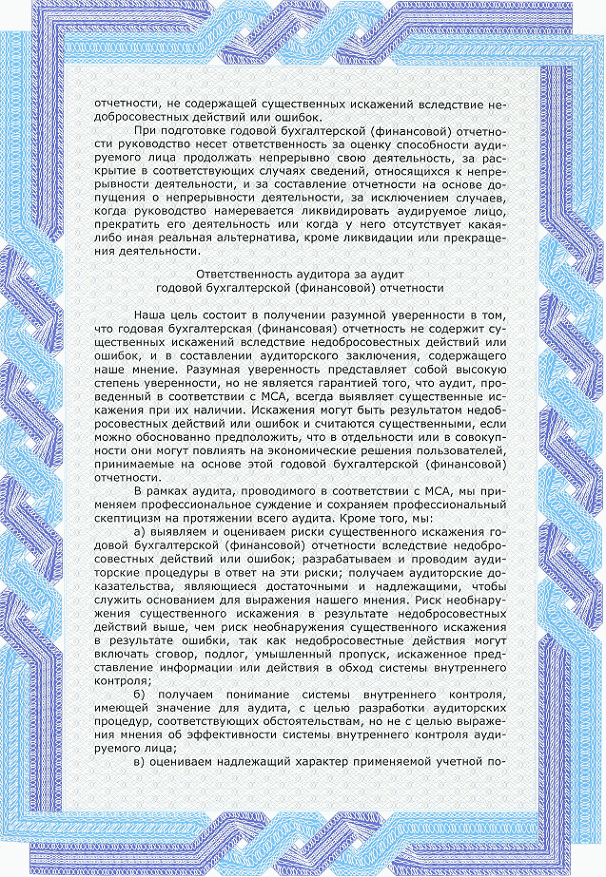 отчетности, не содержащей существенных искажений вследствие не-
добросовестных действий или ошибок.
При подготовке годовой бухгалтерской (финансовой) отчетно-
сти руководство несет ответственность за оценку способности ауди-
руемого лица продолжать непрерывно свою деятельность, за рас-
крытие в соответствующих случаях сведений, относящихся к непре-
рывности деятельности, и за составление отчетности на основе до-
пущения о непрерывности деятельности, за исключением случаев,
когда руководство намеревается ликвидировать аудируемое лицо,
прекратить его деятельность или когда у него отсутствует какая-
либо иная реальная альтернатива, кроме ликвидации или прекраще-
ния деятельности.
Ответственность аудитора за аудит
годовой бухгалтерской (финансовой) отчетности
Наша цель состоит в получении разумной уверенности в том,
что годовая бухгалтерская (финансовая) отчетность не содержит су-
щественных искажений вследствие недобросовестных действий или
ошибок, и в составлении аудиторского заключения, содержащего
наше мнение. Разумная уверенность представляет собой высокую
степень уверенности, но не является гарантией того, что аудит, про-
веденный в соответствии с МСА, всегда выявляет существенные ис-
кажения при их наличии. Искажения могут быть результатом недоб-
росовестных действий или ошибок и считаются существенными, если
можно обоснованно предположить, что в отдельности или в совокуп-
ности они могут повлиять на экономические решения пользователей,
принимаемые на основе этой годовой бухгалтерской (финансовой)
отчетности.
В рамках аудита, проводимого в соответствии с МСА, мы при-
меняем профессиональное суждение и сохраняем профессиональный
скептицизм на протяжении всего аудита. Кроме того, мы:
а) выявляем и оцениваем риски существенного искажения го-
довой бухгалтерской (финансовой) отчетности вследствие недобро-
совестных действий или ошибок; разрабатываем и проводим ауди-
торские процедуры в ответ на эти риски; получаем аудиторские до-
казательства, являющиеся достаточными и надлежащими, чтобы
служить основанием для выражения нашего мнения. Риск необнару-
жения существенного искажения в результате недобросовестных
действий выше, чем риск необнаружения существенного искажения
в результате ошибки, так как недобросовестные действия могут
включать сговор, подлог, умышленный пропуск, искаженное пред-
ставление информации или действия в обход системы внутреннего
контроля;
б) получаем понимание системы внутреннего контроля,
имеющей значение для аудита, с целью разработки аудиторских
процедур, соответствующих обстоятельствам, но не с целью выраже-
ния мнения об эффективности системы внутреннего контроля ауди-
руемого лица;
в) оцениваем надлежащий характер применяемой учетной по-